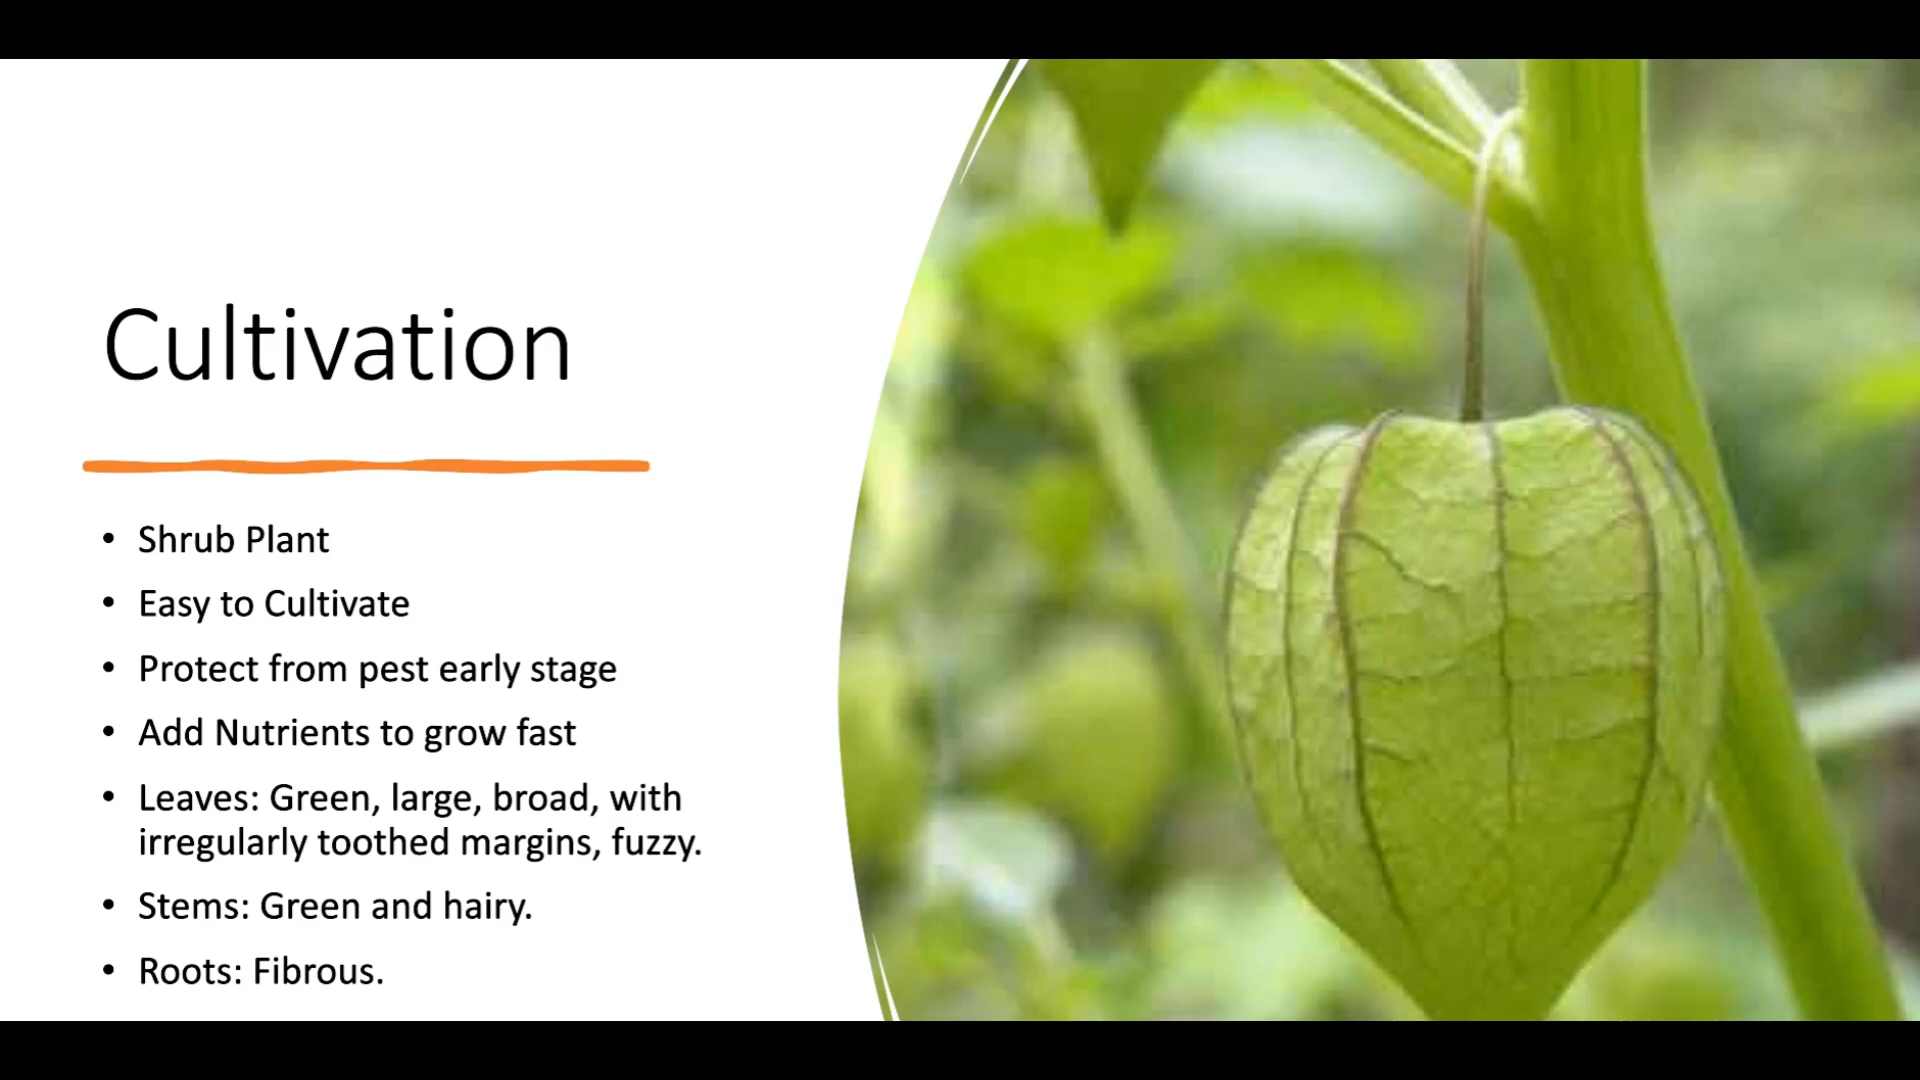 Cultivation
• Shrub Plant
• Easy to Cultivate
• Protect from pest early stage
• Add Nutrients to grow fast
• Leaves: Green, large, broad, with
irregularly toothed margins, fuzzy.
• Stems: Green and hairy.
• Roots: Fibrous.